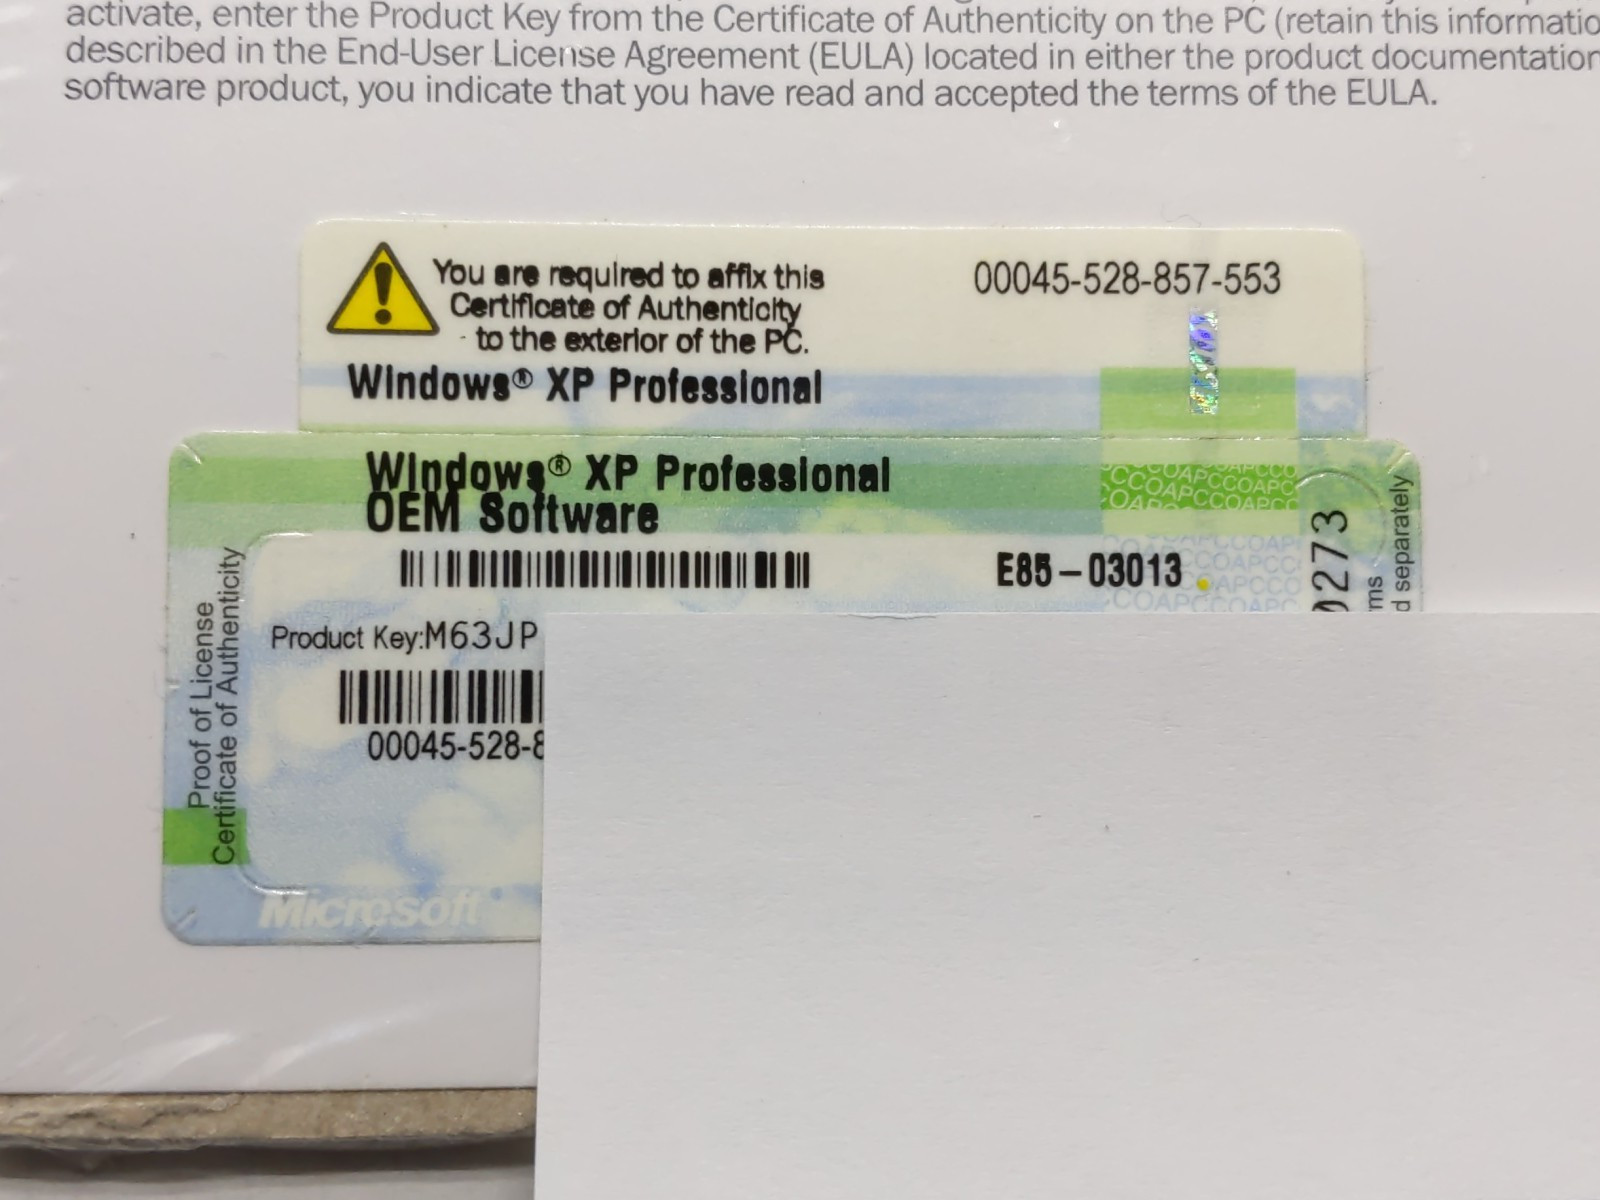 activate, enter the Product Key from the Certificate of Authenticity on the PC (retain this informatio
described in the End-User License Agreement (EULA) located in either the product documentation
software product, you indicate that you have read and accepted the terms of the EULA.
You are required to affix this
Certificate of Authenticity
to the exterior of the PC.
00045-528-857-553
Windows® XP Professional
Windows® XP Professional
OEM Software
E85-03013
Product Key:M63JP
00045-528-8
Proof of License
Certificate of Authenticity
Microsoft
0273
rms
d separately